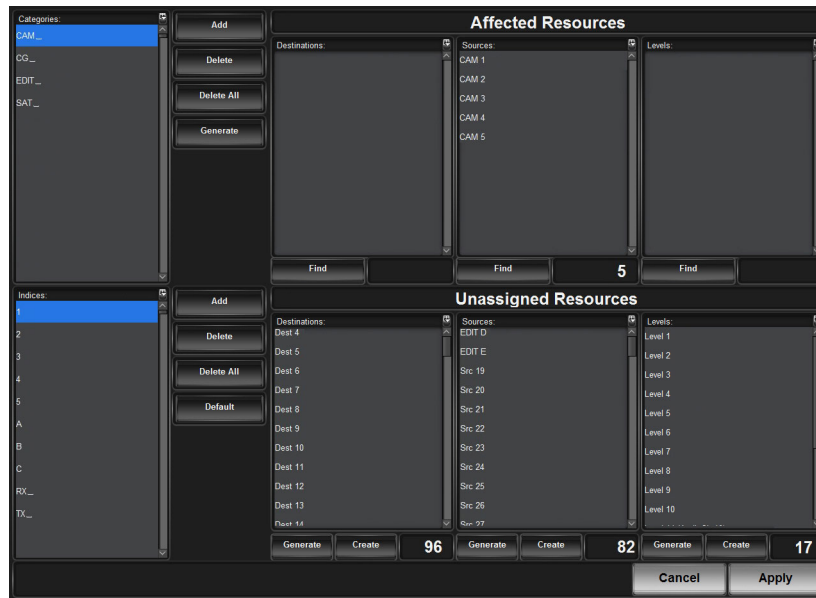 Categories:
CAM_
CG_
EDIT_
SAT_
Add
Delete
Delete All
Generate
Affected Resources
Destinations:
Sources:
CAM 1
CAM 2
CAM 3
CAM 4
CAM 5
Levels:
Find
Find
5
Find
Indices:
1
2
3
4
5
A
B
C
RX_
TX_
Add
Delete
Delete All
Default
Unassigned Resources
Destinations:
Dest 4
Dest 5
Dest 6
Dest 7
Dest 8
Dest 9
Dest 10
Dest 11
Dest 12
Dest 13
Dest 14
Sources:
EDIT D
EDIT E
Src 19
Src 20
Src 21
Src 22
Src 23
Src 24
Src 25
Src 26
Src 27
Levels:
Level 1
Level 2
Level 3
Level 4
Level 5
Level 6
Level 7
Level 8
Level 9
Level 10
Generate
Create
96
Generate
Create
82
Generate
Create
17
Cancel
Apply